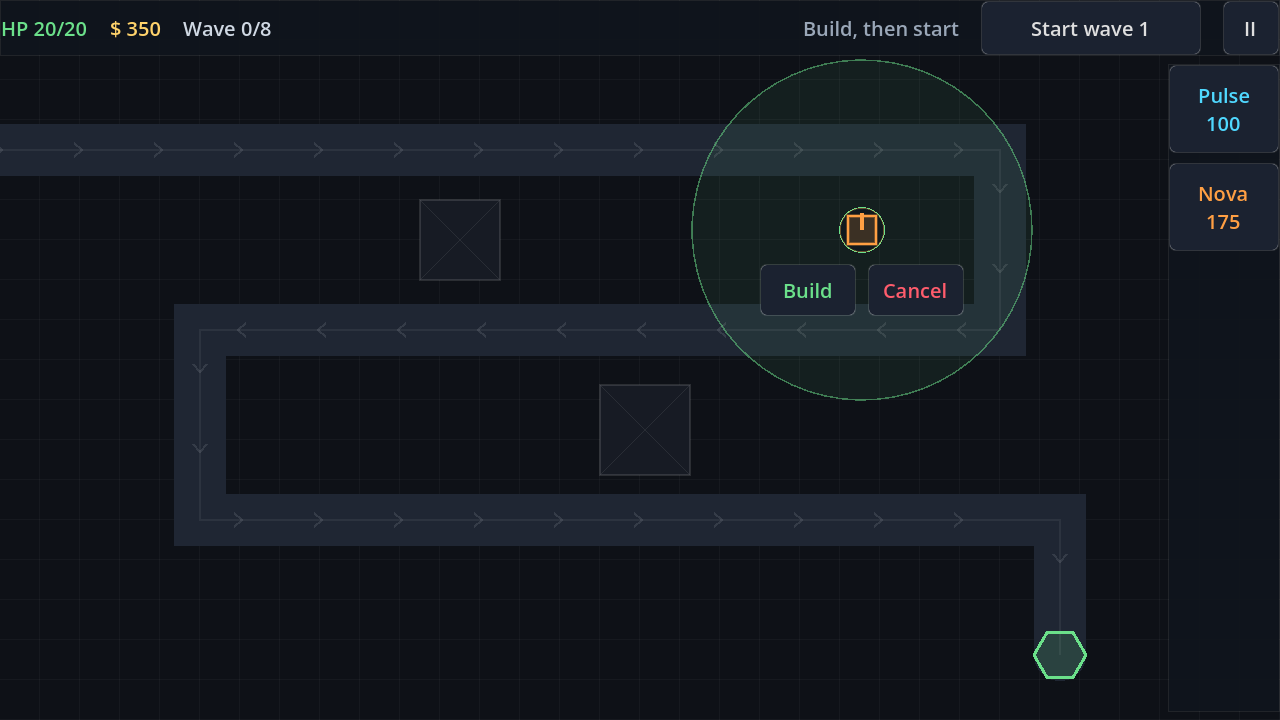 HP 20/20
$ 350
Wave 0/8
Build, then start
Start wave 1
Pulse
100
Nova
175
Build
Cancel